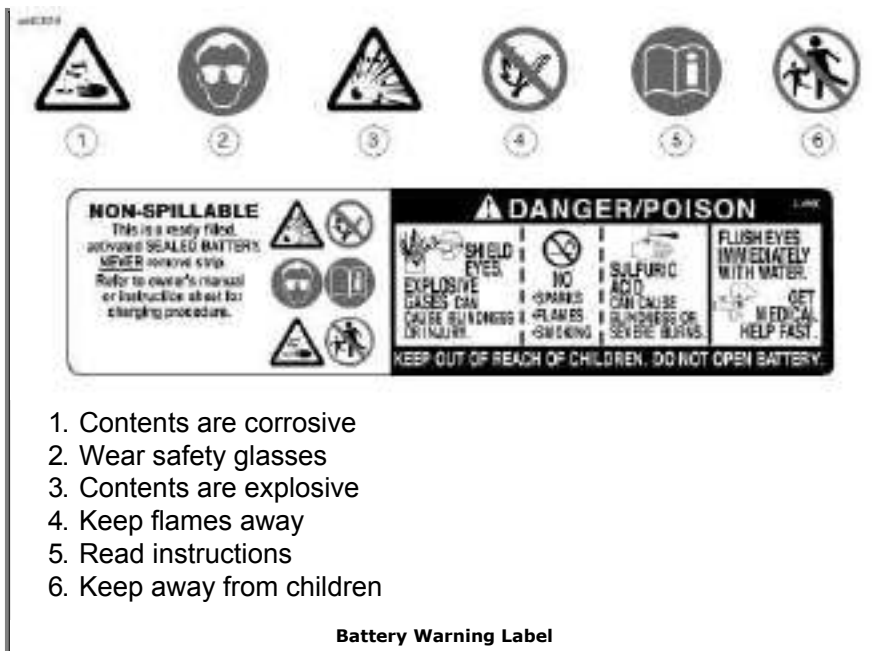 1
2
3
4
5
6
NON-SPILLABLE
This is a ready filled,
activated SEALED BATTERY.
NEVER remove strip.
Refer to owner's manual
or instruction sheet for
charging procedure.
DANGER/POISON
SHIELD
EYES.
EXPLOSIVE
GASES CAN
CAUSE BLINDNESS
OR INJURY.
NO
•SPARKS
•FLAMES
•SMOKING
SULFURIC
ACID
CAN CAUSE
BLINDNESS OR
SEVERE BURNS.
FLUSH EYES
IMMEDIATELY
WITH WATER.
GET
MEDICAL
HELP FAST.
KEEP OUT OF REACH OF CHILDREN. DO NOT OPEN BATTERY.
1. Contents are corrosive
2. Wear safety glasses
3. Contents are explosive
4. Keep flames away
5. Read instructions
6. Keep away from children
Battery Warning Label